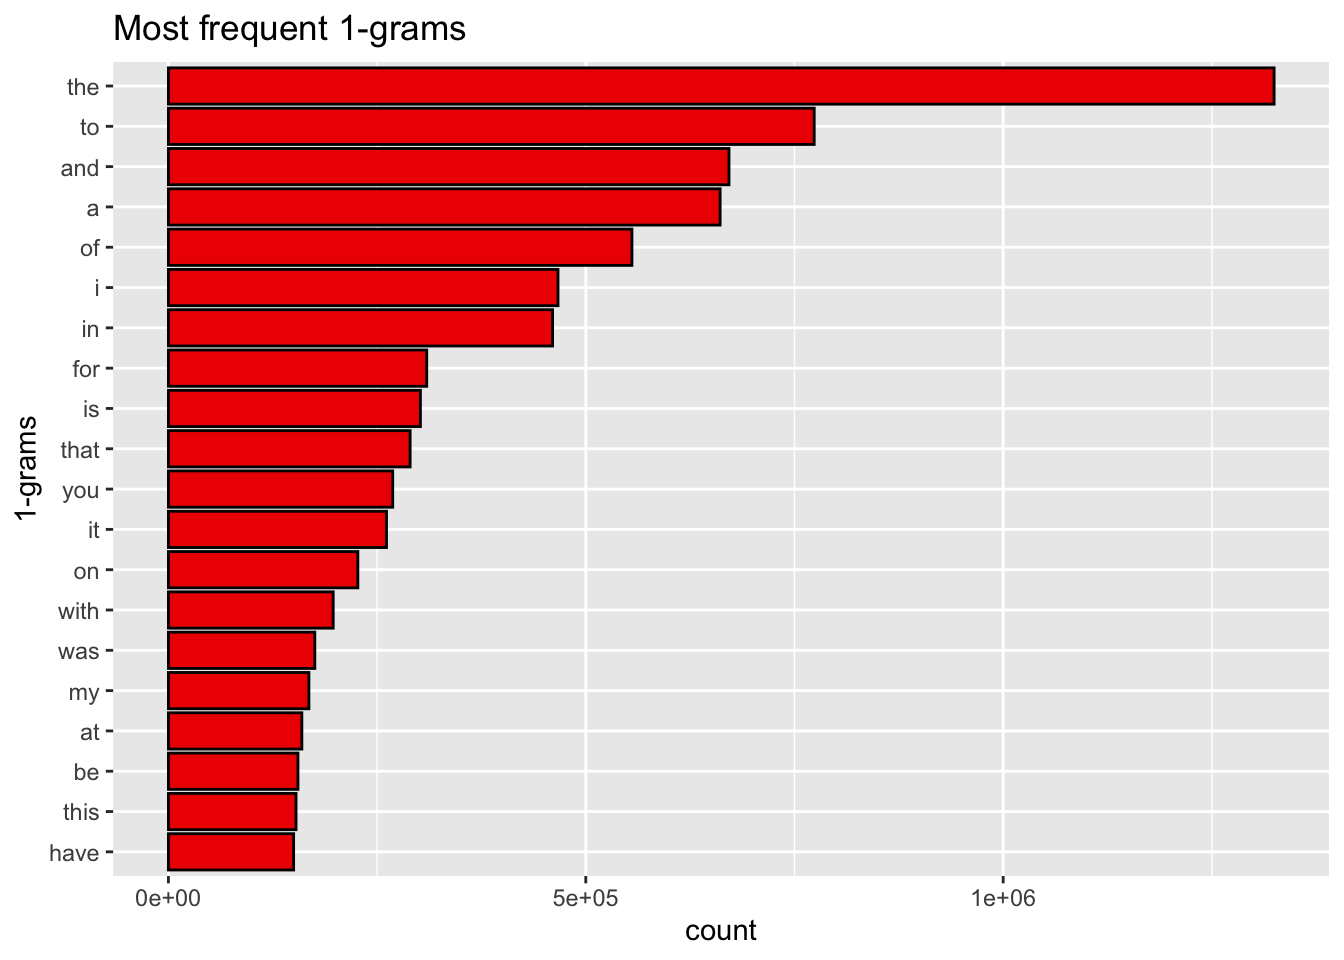 Most frequent 1-grams
the
to
and
a
of
i
in
for
is
that
you
it
on
with
was
my
at
be
this
have
1-grams
0e+00 5e+05 1e+06
count